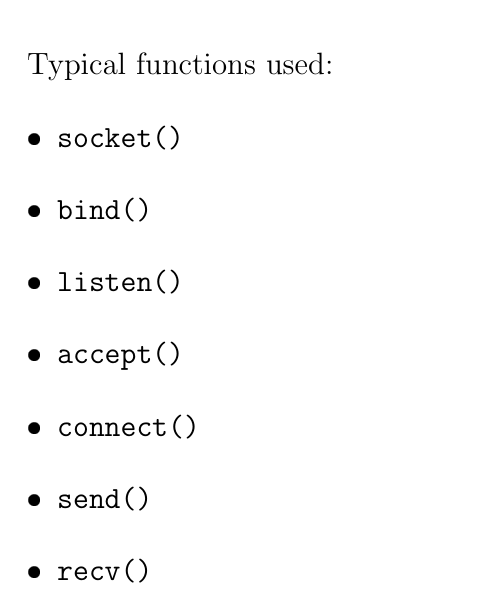 Typical functions used:
• socket()
• bind()
• listen()
• accept()
• connect()
• send()
• recv()